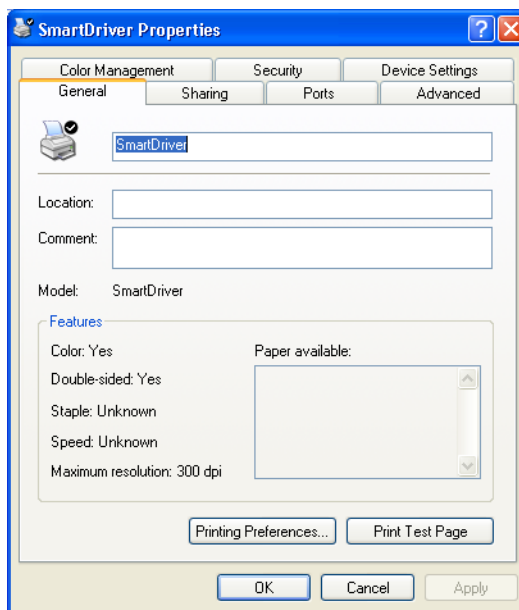 SmartDriver Properties
Color Management Security Device Settings
General Sharing Ports Advanced
SmartDriver
Location:
Comment:
Model: SmartDriver
Features
Color: Yes Paper available:
Double-sided: Yes
Staple: Unknown
Speed: Unknown
Maximum resolution: 300 dpi
Printing Preferences... Print Test Page
OK Cancel Apply